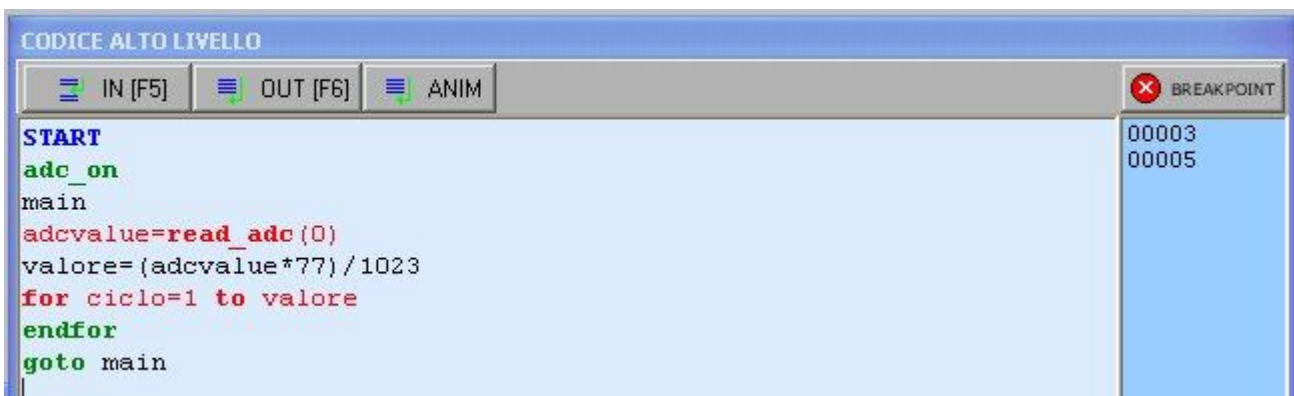 CODICE ALTO LIVELLO
IN [F5] OUT [F6] ANIM BREAKPOINT
START
adc_on
main
adcvalue=read_adc(0)
valore=(adcvalue*77)/1023
for ciclo=1 to valore
endfor
goto main
00003
00005